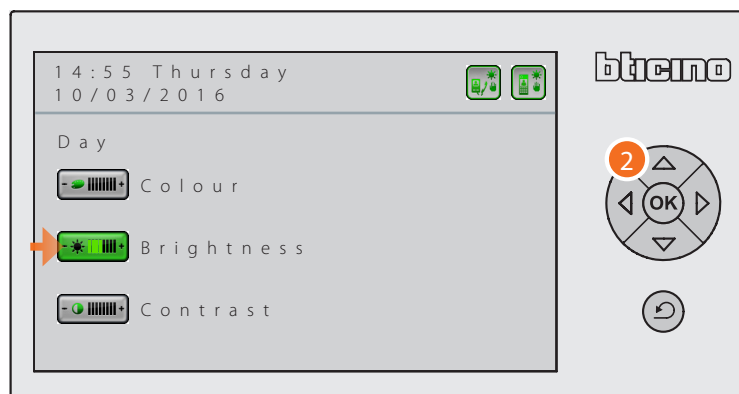 14:55 Thursday
10/03/2016
bticino
Day
- + Colour
- + Brightness
- + Contrast
2
OK